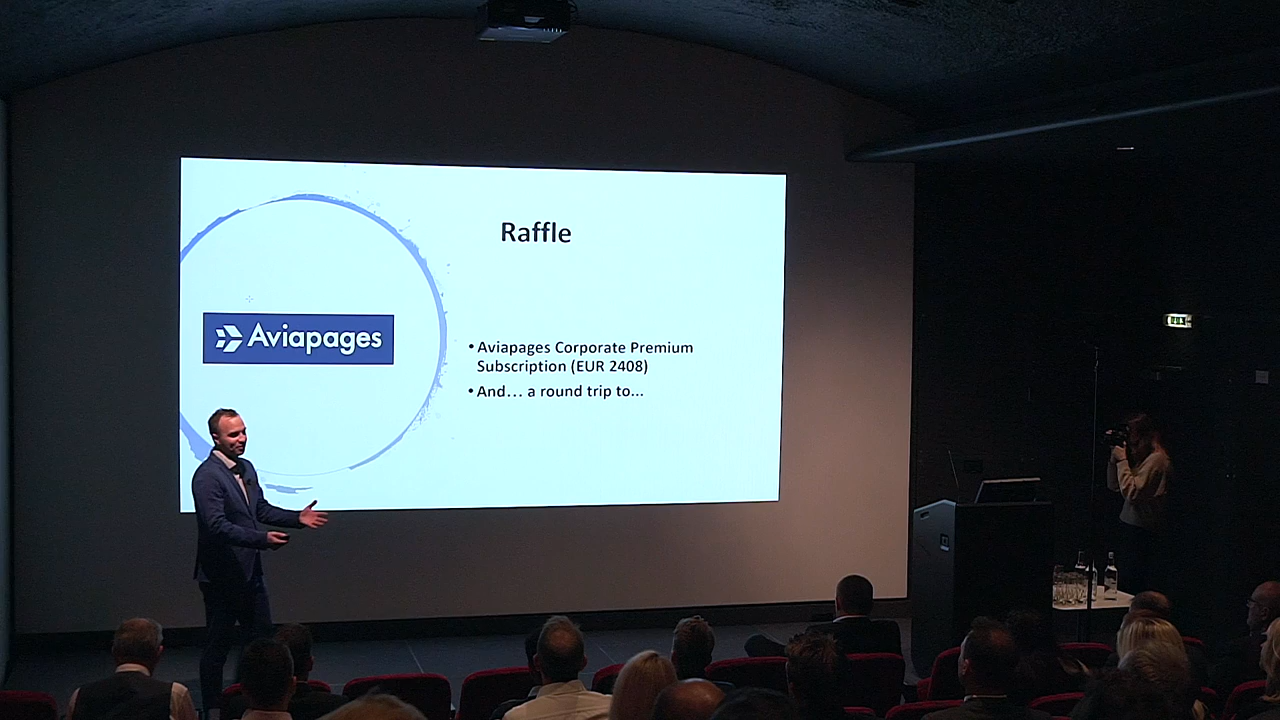 Raffle
Aviapages
• Aviapages Corporate Premium
Subscription (EUR 2408)
• And... a round trip to...